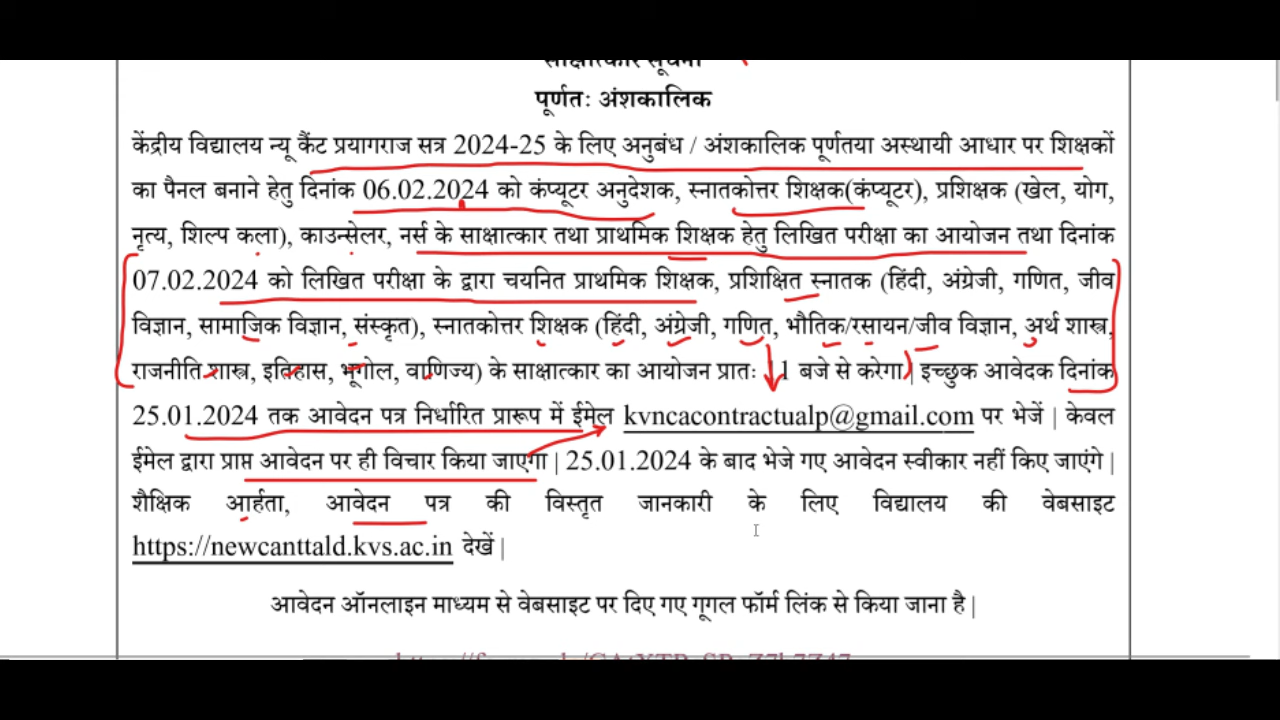 साक्षात्कार सूचना
पूर्णतः अंशकालिक
केंद्रीय विद्यालय न्यू कैंट प्रयागराज सत्र 2024-25 के लिए अनुबंध / अंशकालिक पूर्णतया अस्थायी आधार पर शिक्षकों
का पैनल बनाने हेतु दिनांक 06.02.2024 को कंप्यूटर अनुदेशक, स्नातकोत्तर शिक्षक(कंप्यूटर), प्रशिक्षक (खेल, योग,
नृत्य, शिल्प कला), काउन्सेलर, नर्स के साक्षात्कार तथा प्राथमिक शिक्षक हेतु लिखित परीक्षा का आयोजन तथा दिनांक
07.02.2024 को लिखित परीक्षा के द्वारा चयनित प्राथमिक शिक्षक, प्रशिक्षित स्नातक (हिंदी, अंग्रेजी, गणित, जीव
विज्ञान, सामाजिक विज्ञान, संस्कृत), स्नातकोत्तर शिक्षक (हिंदी, अंग्रेजी, गणित, भौतिक/रसायन/जीव विज्ञान, अर्थ शास्त्र,
राजनीति शास्त्र, इतिहास, भूगोल, वाणिज्य) के साक्षात्कार का आयोजन प्रातः 11 बजे से करेगा | इच्छुक आवेदक दिनांक
25.01.2024 तक आवेदन पत्र निर्धारित प्रारूप में ईमेल kvncacontractualp@gmail.com पर भेजें | केवल
ईमेल द्वारा प्राप्त आवेदन पर ही विचार किया जाएगा | 25.01.2024 के बाद भेजे गए आवेदन स्वीकार नहीं किए जाएंगे |
शैक्षिक आर्हता, आवेदन पत्र की विस्तृत जानकारी के लिए विद्यालय की वेबसाइट
https://newcanttald.kvs.ac.in देखें |
आवेदन ऑनलाइन माध्यम से वेबसाइट पर दिए गए गूगल फॉर्म लिंक से किया जाना है |